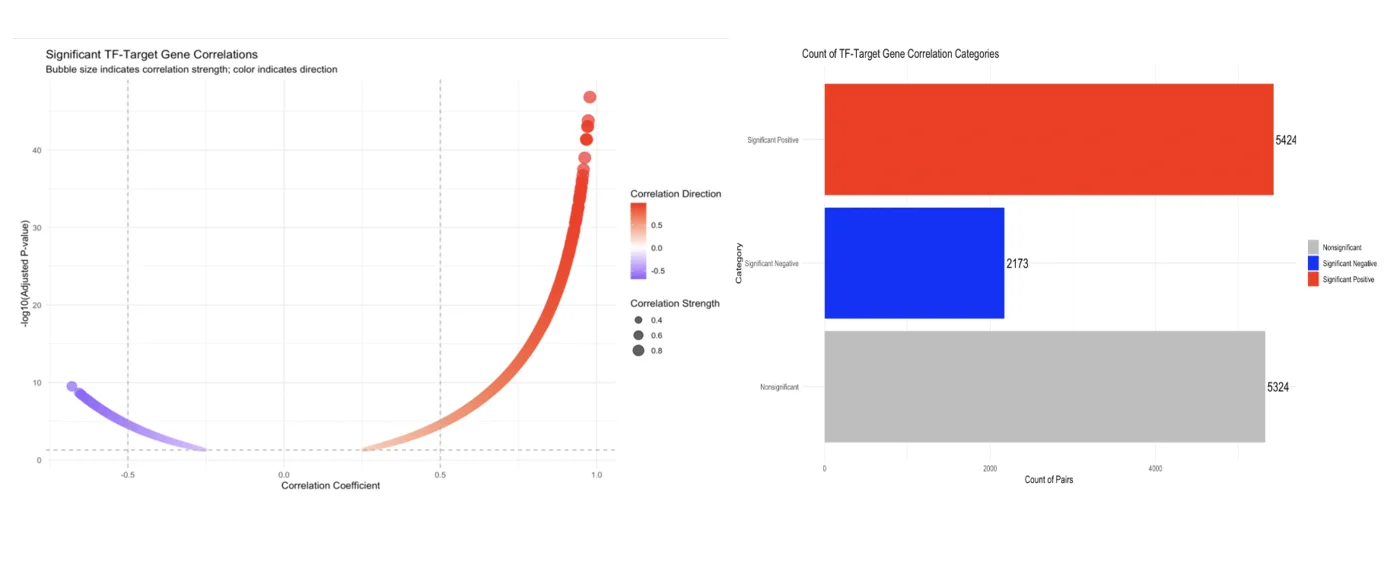 Significant TF-Target Gene Correlations
Bubble size indicates correlation strength; color indicates direction
-log10(Adjusted P-value)
40
30
20
10
0
-0.5
0.0
0.5
1.0
Correlation Coefficient
Correlation Direction
0.5
0.0
-0.5
Correlation Strength
0.4
0.6
0.8
Count of TF-Target Gene Correlation Categories
Category
Significant Positive
5424
Significant Negative
2173
Nonsignificant
5324
0
2000
4000
Count of Pairs
Nonsignificant
Significant Negative
Significant Positive